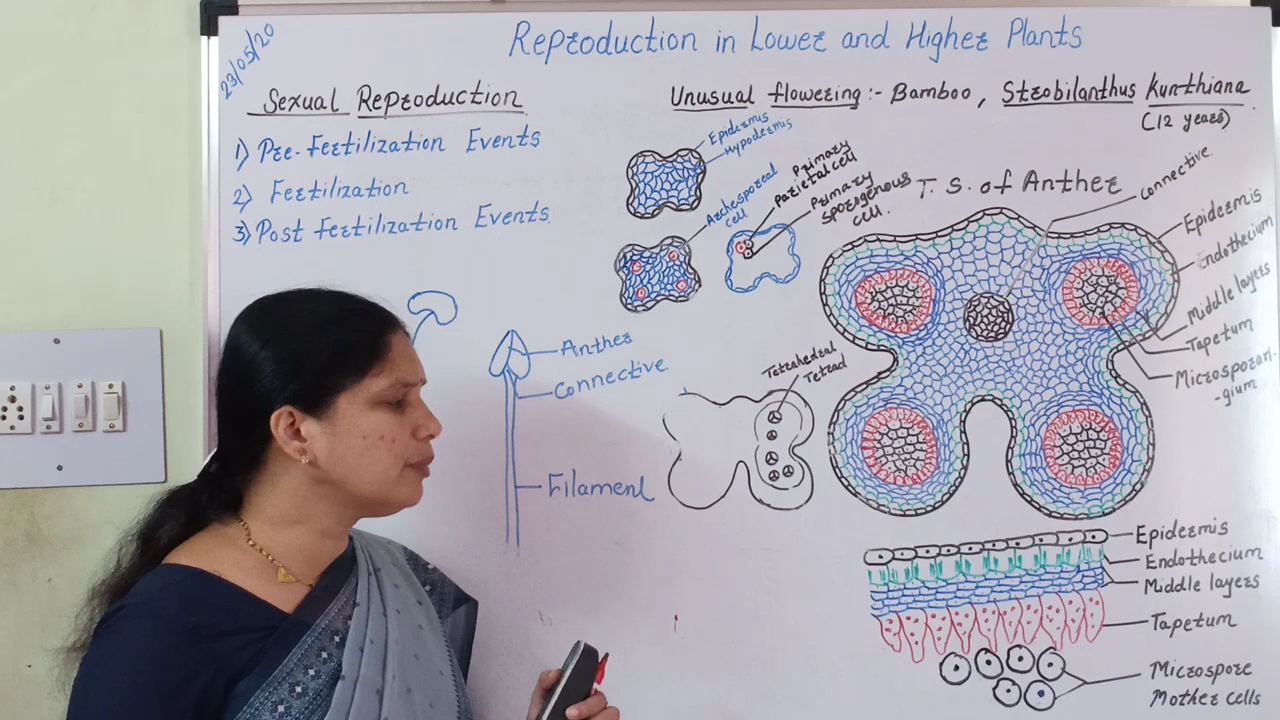 23/05/20
Reproduction in Lower and Higher Plants
Sexual Reproduction
1) Pre-Fertilization Events
2) Fertilization
3) Post Fertilization Events
Unusual flowering :- Bamboo, Strobilanthus Kunthiana
(12 years)
Epidermis
Hypodermis
Archesporeal
cell
Primary
Parietal cell
Primary
Sporogenous
cell.
T. S. of Anther
Connective.
Epidermis
Endothecium
Middle layers
Tapetum
Microsporan-
-gium
Anther
Connective
Filament
Tetrahedral
Tetrad
Epidermis
Endothecium
Middle layers
Tapetum
Microspore
Mother cells